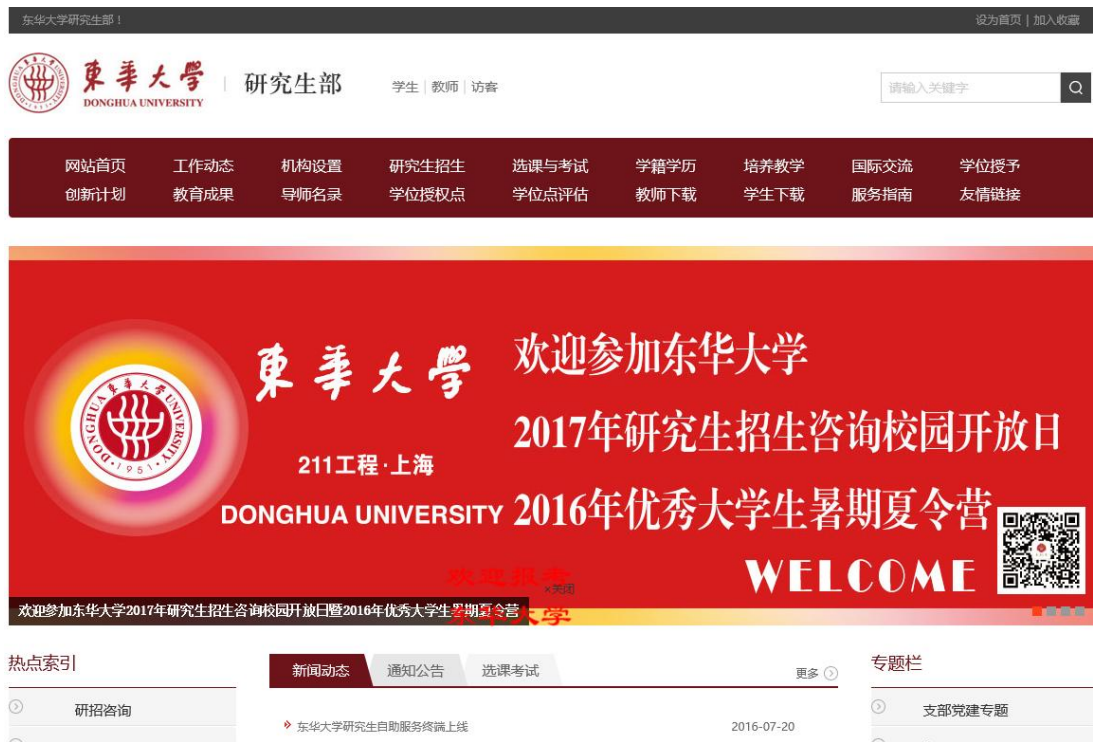 东华大学研究生部！
设为首页 | 加入收藏
東華大學
DONGHUA UNIVERSITY
研究生部
学生 | 教师 | 访客
请输入关键字
网站首页 工作动态 机构设置 研究生招生 选课与考试 学籍学历 培养教学 国际交流 学位授予
创新计划 教育成果 导师名录 学位授权点 学位点评估 教师下载 学生下载 服务指南 友情链接
東華大學
DONGHUA UNIVERSITY
·1951·
東華大學
211工程·上海
DONGHUA UNIVERSITY
欢迎参加东华大学
2017年研究生招生咨询校园开放日
2016年优秀大学生暑期夏令营
WELCOME
欢迎报考
×关闭
东华大学
欢迎参加东华大学2017年研究生招生咨询校园开放日暨2016年优秀大学生暑期夏令营
热点索引
新闻动态 通知公告 选课考试
更多
专题栏
研招咨询
东华大学研究生自助服务终端上线 2016-07-20
支部党建专题